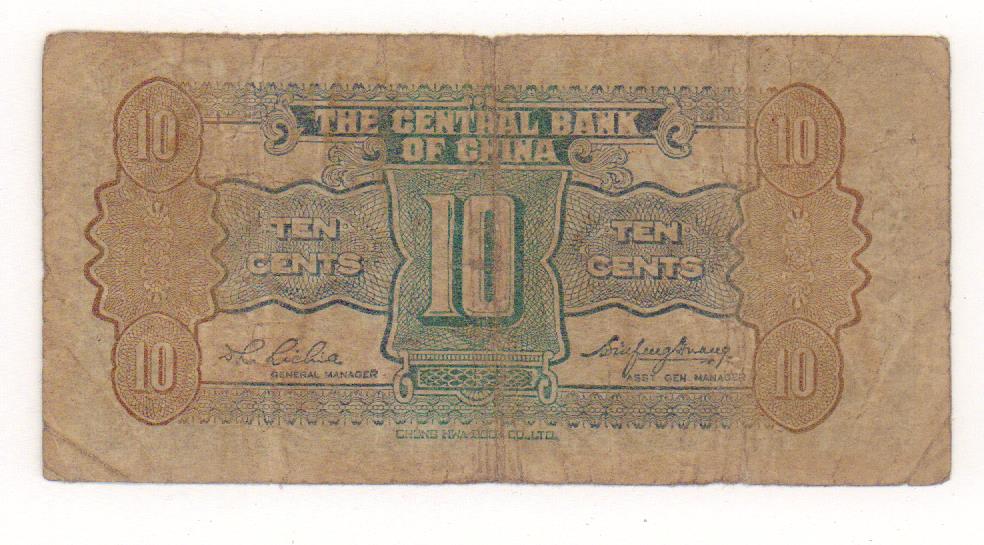 THE CENTRAL BANK
OF CHINA
10
10
TEN
CENTS
10
TEN
CENTS
10
10
GENERAL MANAGER
ASST GEN. MANAGER
CHUNG HWA BOOK CO., LTD.